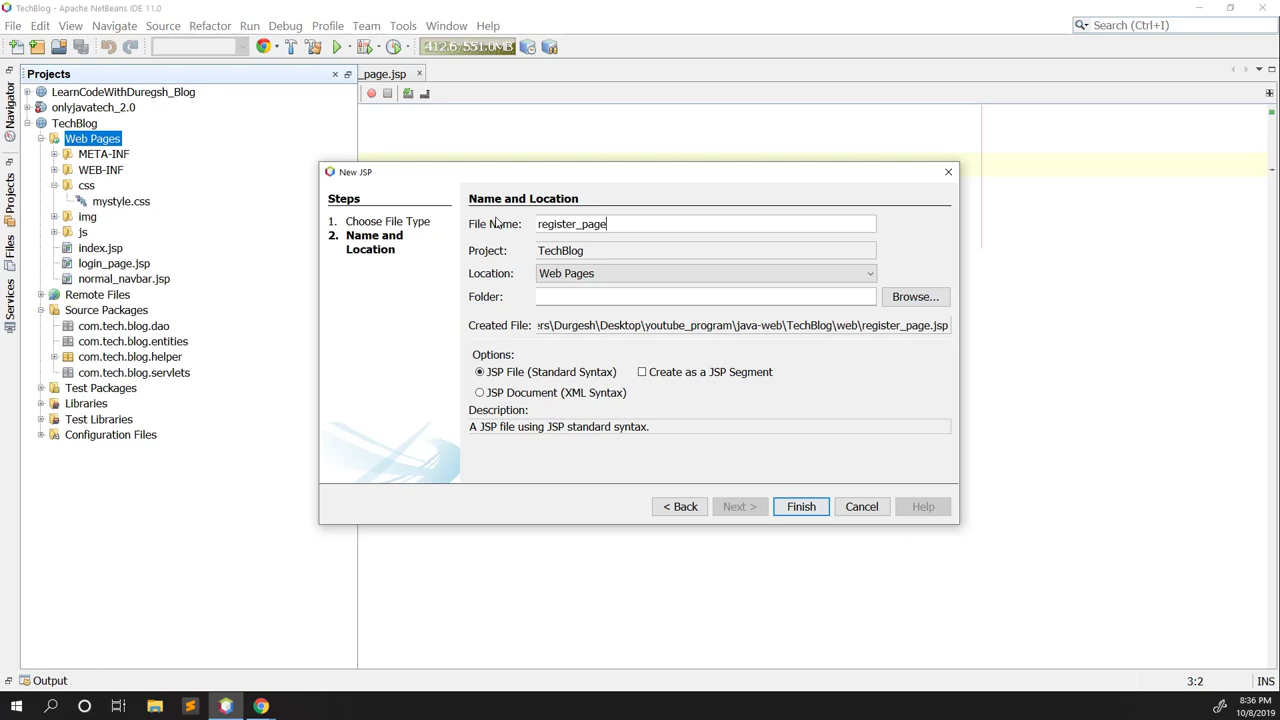 TechBlog - Apache NetBeans IDE 11.0
File Edit View Navigate Source Refactor Run Debug Profile Team Tools Window Help
Search (Ctrl+I)
412.6/551.0MB
Projects
_page.jsp
Navigator
Projects
Files
Services
LearnCodeWithDuregsh_Blog
onlyjavatech_2.0
TechBlog
Web Pages
META-INF
WEB-INF
css
mystyle.css
img
js
index.jsp
login_page.jsp
normal_navbar.jsp
Remote Files
Source Packages
com.tech.blog.dao
com.tech.blog.entities
com.tech.blog.helper
com.tech.blog.servlets
Test Packages
Libraries
Test Libraries
Configuration Files
New JSP
Steps
1. Choose File Type
2. Name and
Location
Name and Location
File Name: register_page
Project: TechBlog
Location: Web Pages
Folder:
Browse...
Created File: ers\Durgesh\Desktop\youtube_program\java-web\TechBlog\web\register_page.jsp
Options:
JSP File (Standard Syntax) Create as a JSP Segment
JSP Document (XML Syntax)
Description:
A JSP file using JSP standard syntax.
< Back Next > Finish Cancel Help
Output
3:2 INS
8:36 PM
10/8/2019